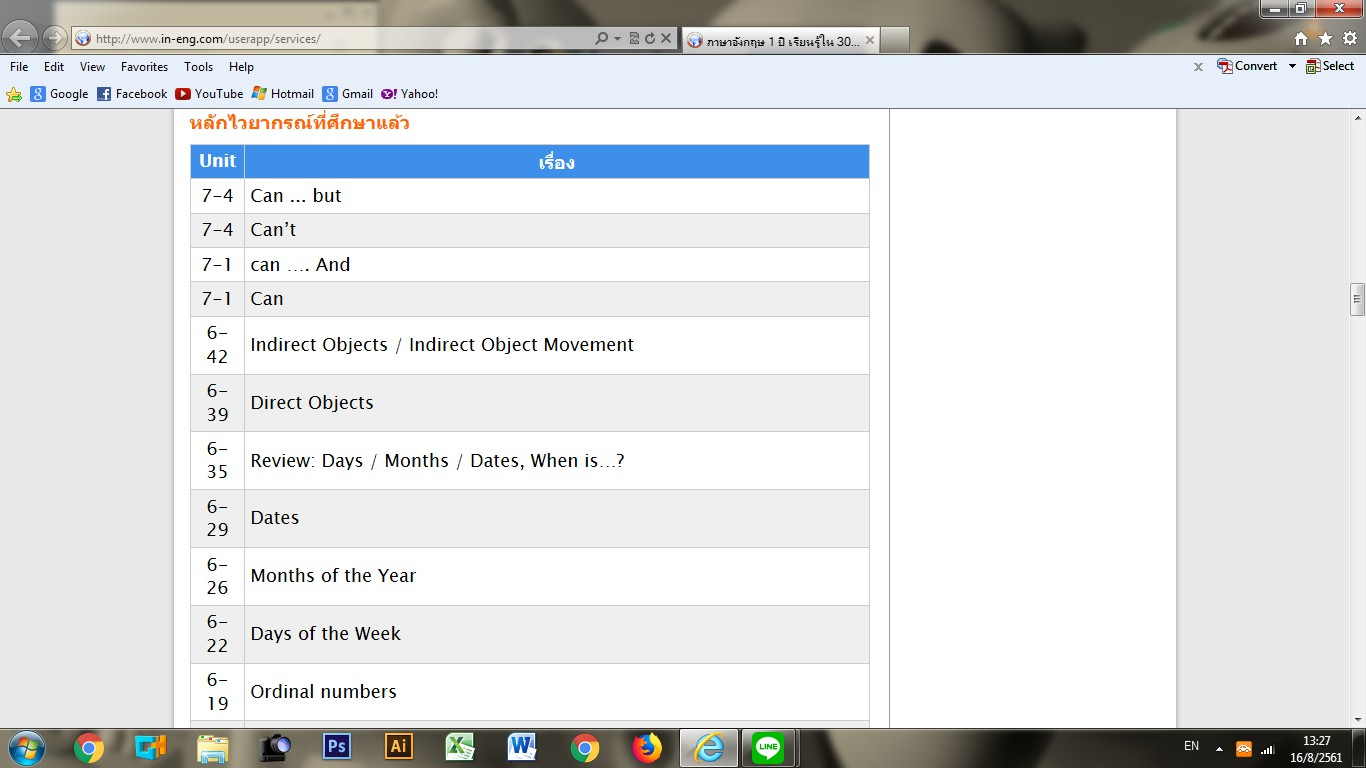 http://www.in-eng.com/userapp/services/
ภาษาอังกฤษ 1 ปี เรียนรู้ใน 30...
File Edit View Favorites Tools Help
x Convert Select
Google Facebook YouTube Hotmail Gmail Yahoo!
หลักไวยากรณ์ที่ศึกษาแล้ว
Unit เรื่อง
7-4 Can ... but
7-4 Can’t
7-1 can .... And
7-1 Can
6-
42 Indirect Objects / Indirect Object Movement
6-
39 Direct Objects
6-
35 Review: Days / Months / Dates, When is...?
6-
29 Dates
6-
26 Months of the Year
6-
22 Days of the Week
6-
19 Ordinal numbers
Ps Ai LINE EN 13:27
16/8/2561